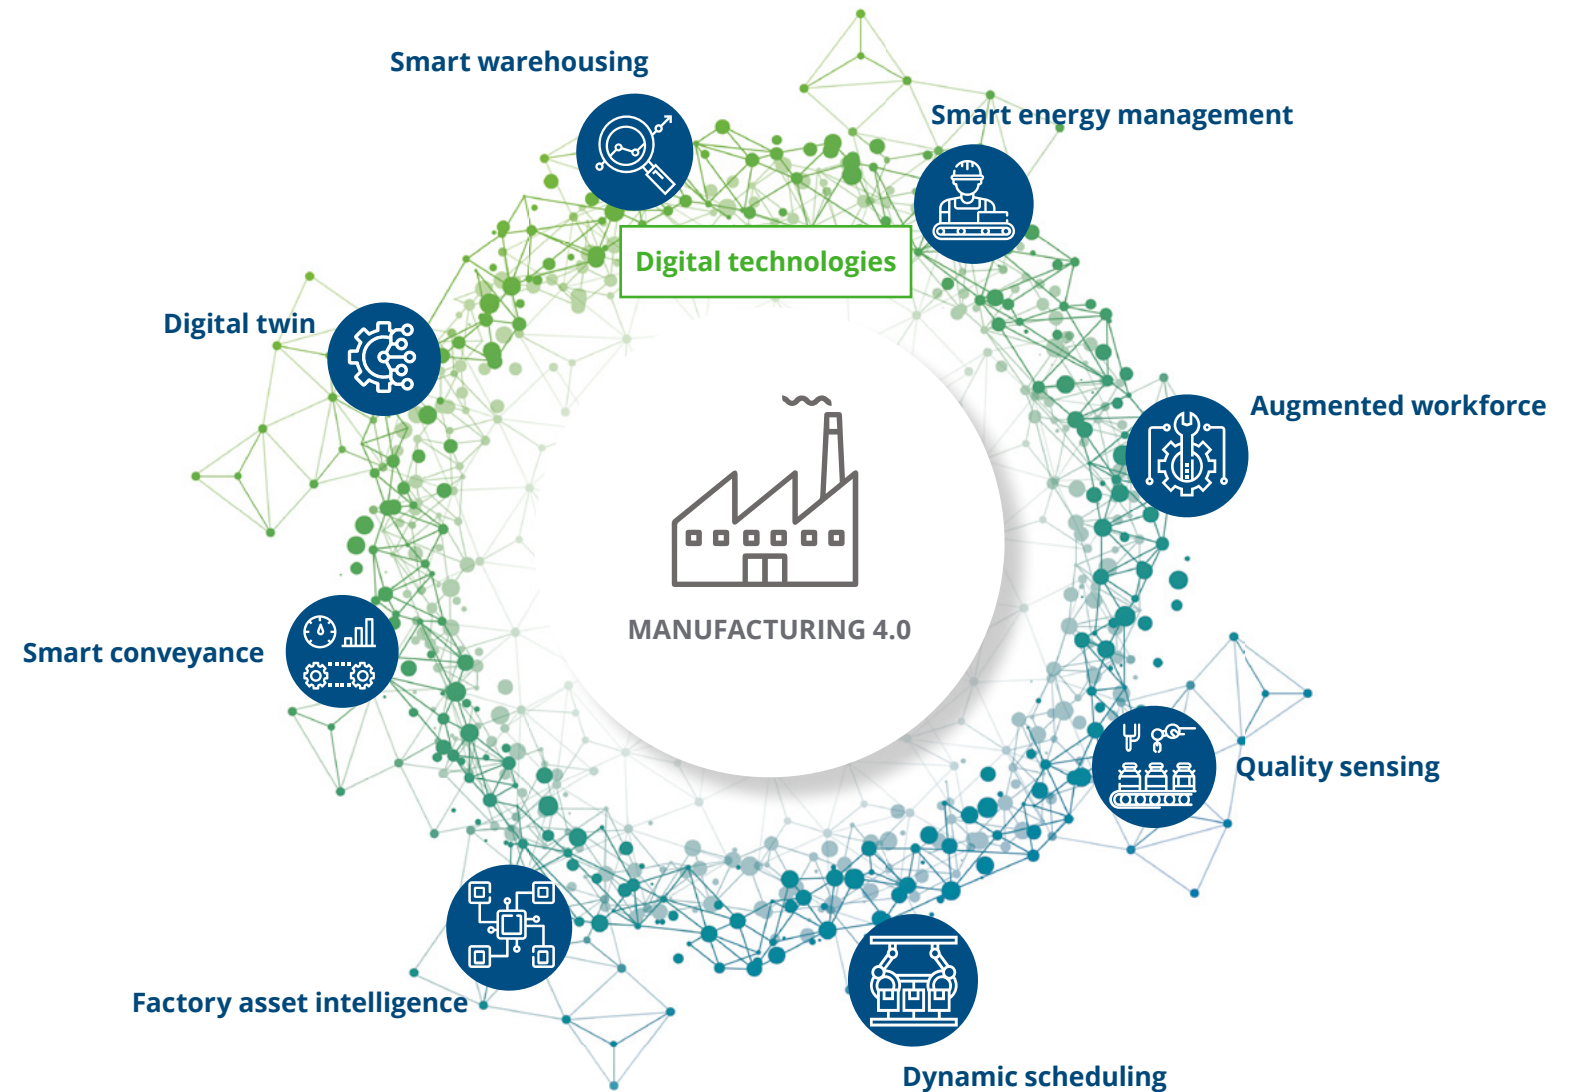 Smart warehousing
Smart energy management
Digital technologies
Digital twin
Augmented workforce
MANUFACTURING 4.0
Smart conveyance
Quality sensing
Factory asset intelligence
Dynamic scheduling